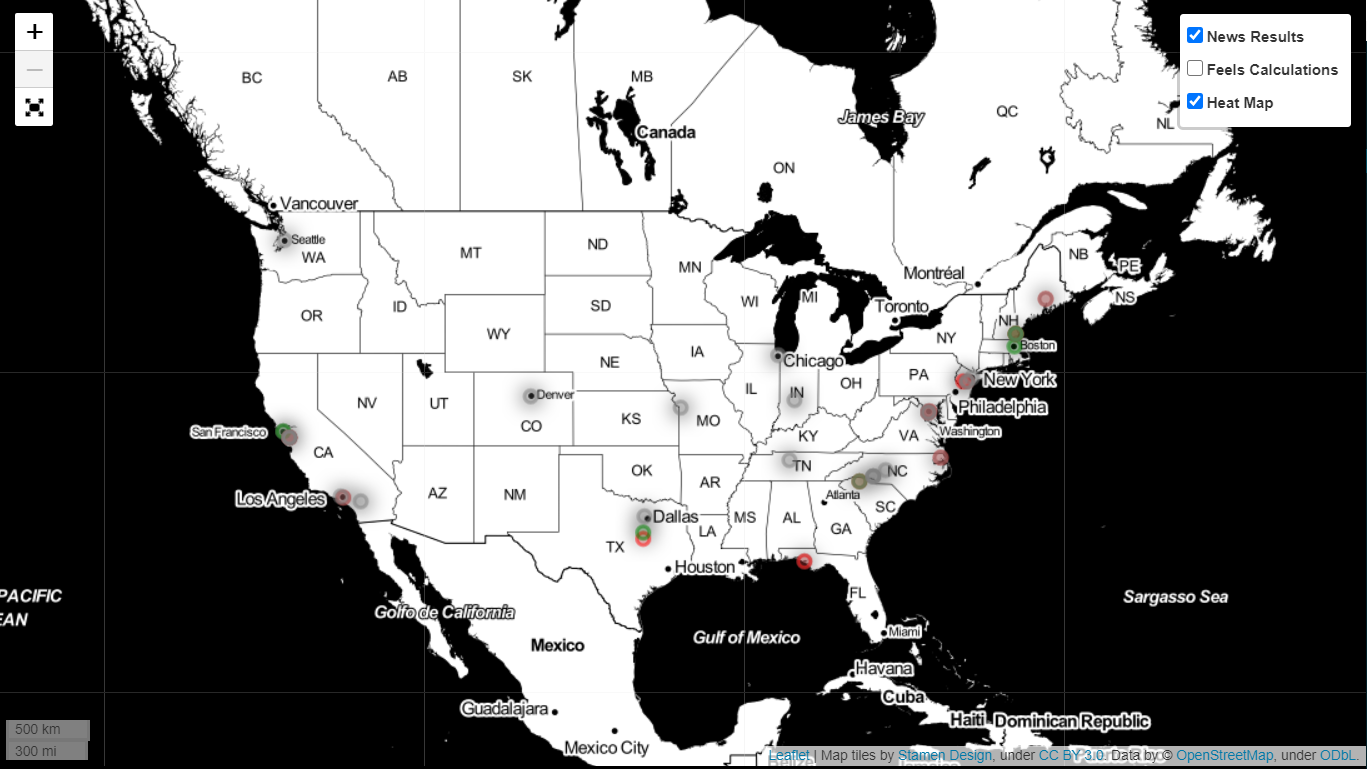 +
−
News Results
Feels Calculations
Heat Map
BC
AB
SK
MB
Canada
James Bay
QC
NL
ON
Vancouver
Seattle
WA
MT
ND
MN
Montréal
NB
PE
NS
OR
ID
SD
WI
MI
Toronto
NH
WY
NY
Boston
IA
NE
Chicago
PA
New York
NV
UT
Denver
IL
IN
OH
Philadelphia
CO
KS
MO
San Francisco
KY
VA
Washington
CA
TN
NC
OK
AR
AZ
NM
Los Angeles
Atlanta
SC
Dallas
MS
AL
LA
GA
TX
Houston
FL
PACIFIC
EAN
Sargasso Sea
Golfo de California
Gulf of Mexico
Miami
Mexico
Havana
Cuba
Guadalajara
Haiti
Dominican Republic
Mexico City
500 km
300 mi
Leaflet | Map tiles by Stamen Design, under CC BY 3.0. Data by © OpenStreetMap, under ODbL.